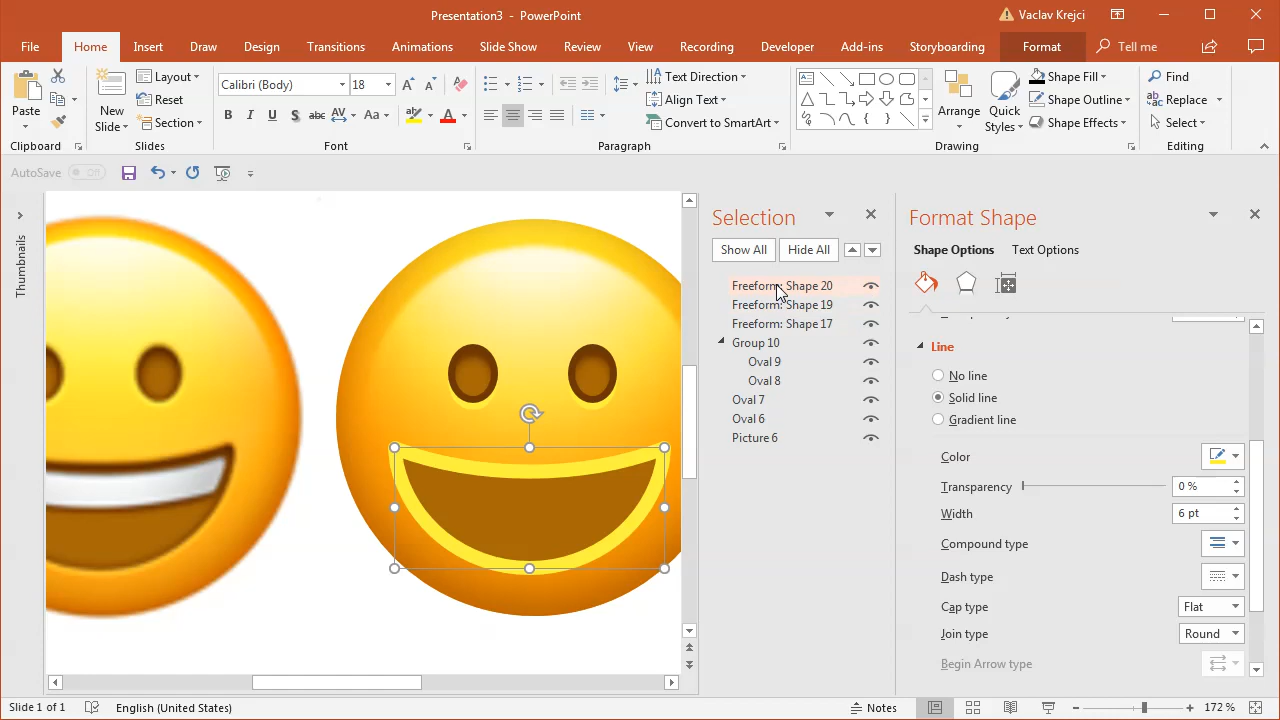 Presentation3 - PowerPoint
Vaclav Krejci
File Home Insert Draw Design Transitions Animations Slide Show Review View Recording Developer Add-ins Storyboarding Format Tell me
Paste
New
Slide
Layout
Reset
Section
Calibri (Body) 18
B I U S abc AV Aa A
Text Direction
Align Text
Convert to SmartArt
Arrange
Quick
Styles
Shape Fill
Shape Outline
Shape Effects
Find
Replace
Select
Clipboard Slides Font Paragraph Drawing Editing
AutoSave Off
Thumbnails
Selection
Show All Hide All
Freeform: Shape 20
Freeform: Shape 19
Freeform: Shape 17
Group 10
Oval 9
Oval 8
Oval 7
Oval 6
Picture 6
Format Shape
Shape Options Text Options
Line
No line
Solid line
Gradient line
Color
Transparency 0 %
Width 6 pt
Compound type
Dash type
Cap type Flat
Join type Round
Begin Arrow type
Slide 1 of 1 English (United States) Notes 172 %